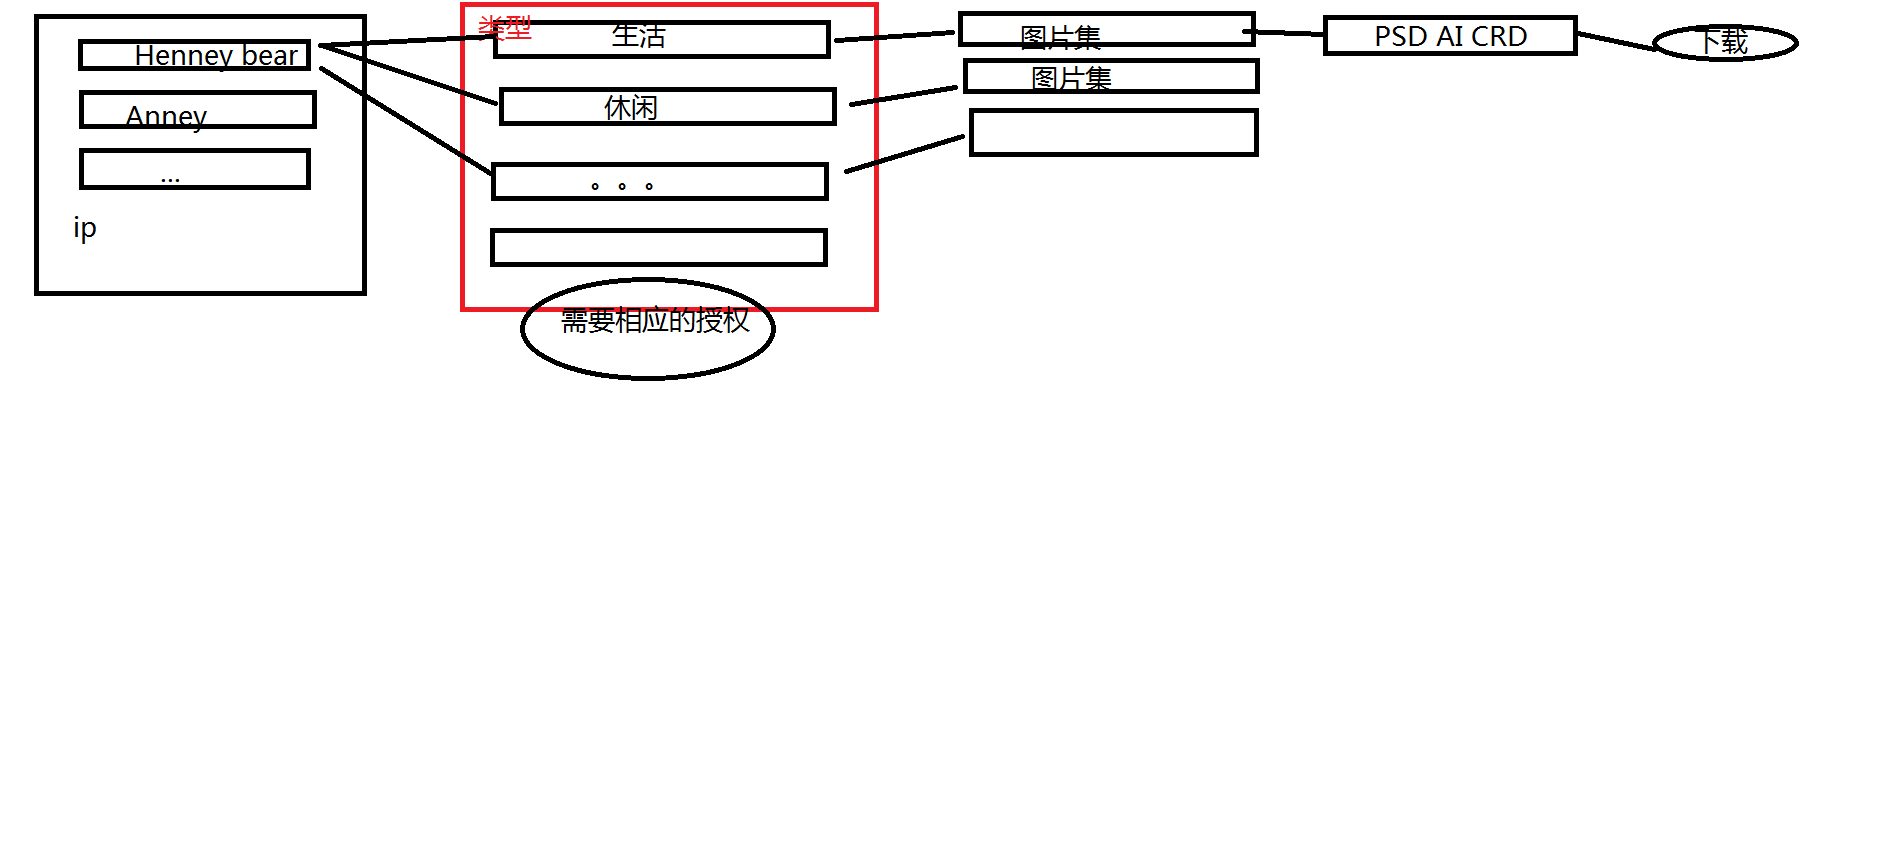 Henney bear
Anney
...
ip
类型
生活
休闲
。。。
需要相应的授权
图片集
图片集
PSD AI CRD
下载